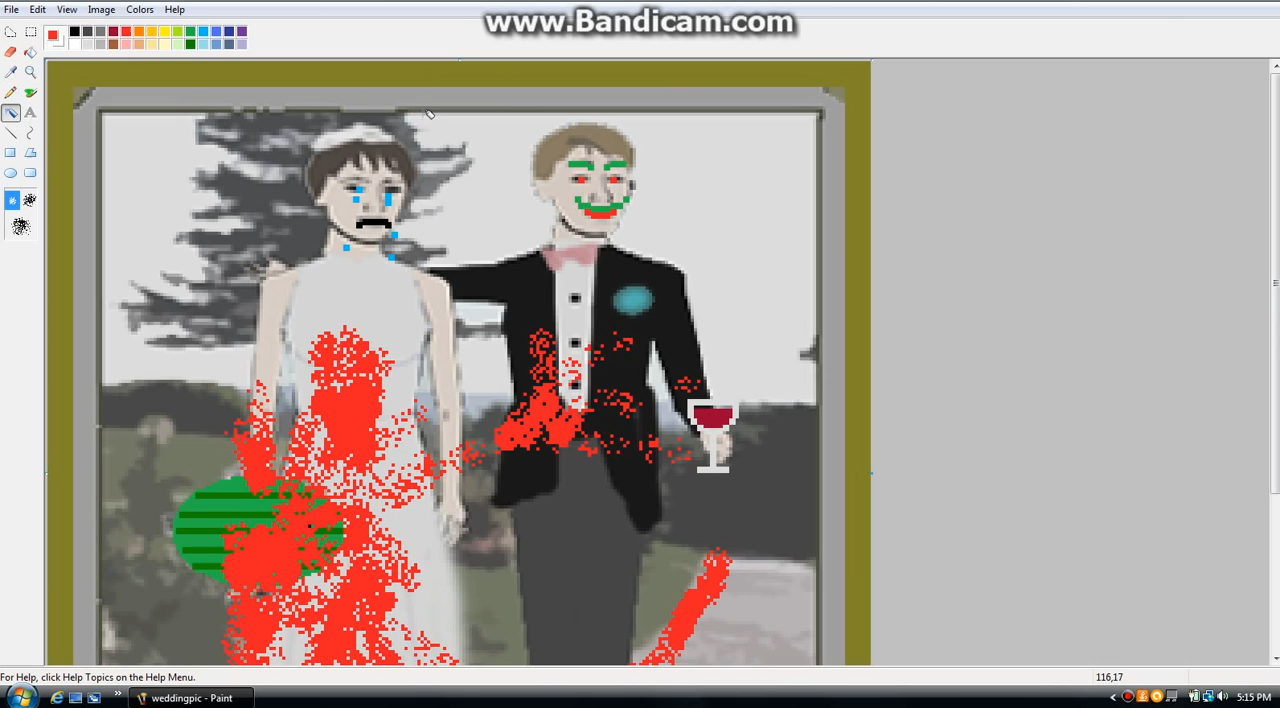 www.Bandicam.com
File Edit View Image Colors Help
A
For Help, click Help Topics on the Help Menu.
116,17
weddingpic - Paint
5:15 PM